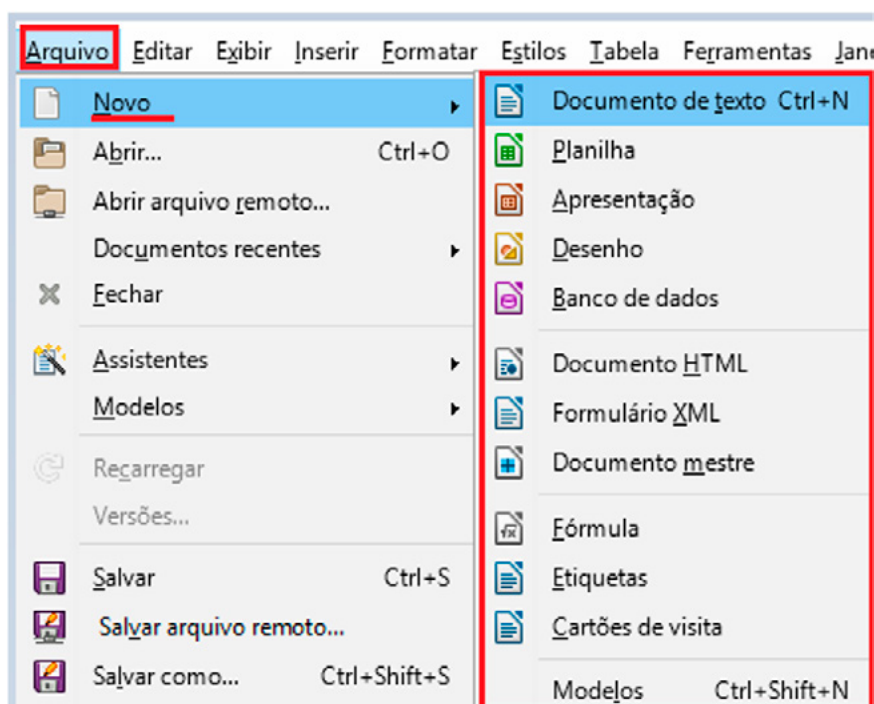 Arquivo Editar Exibir Inserir Formatar Estilos Tabela Ferramentas Jane
Novo
Abrir... Ctrl+O
Abrir arquivo remoto...
Documentos recentes
Fechar
Assistentes
Modelos
Recarregar
Versões...
Salvar Ctrl+S
Salvar arquivo remoto...
Salvar como... Ctrl+Shift+S
Documento de texto Ctrl+N
Planilha
Apresentação
Desenho
Banco de dados
Documento HTML
Formulário XML
Documento mestre
Fórmula
Etiquetas
Cartões de visita
Modelos Ctrl+Shift+N